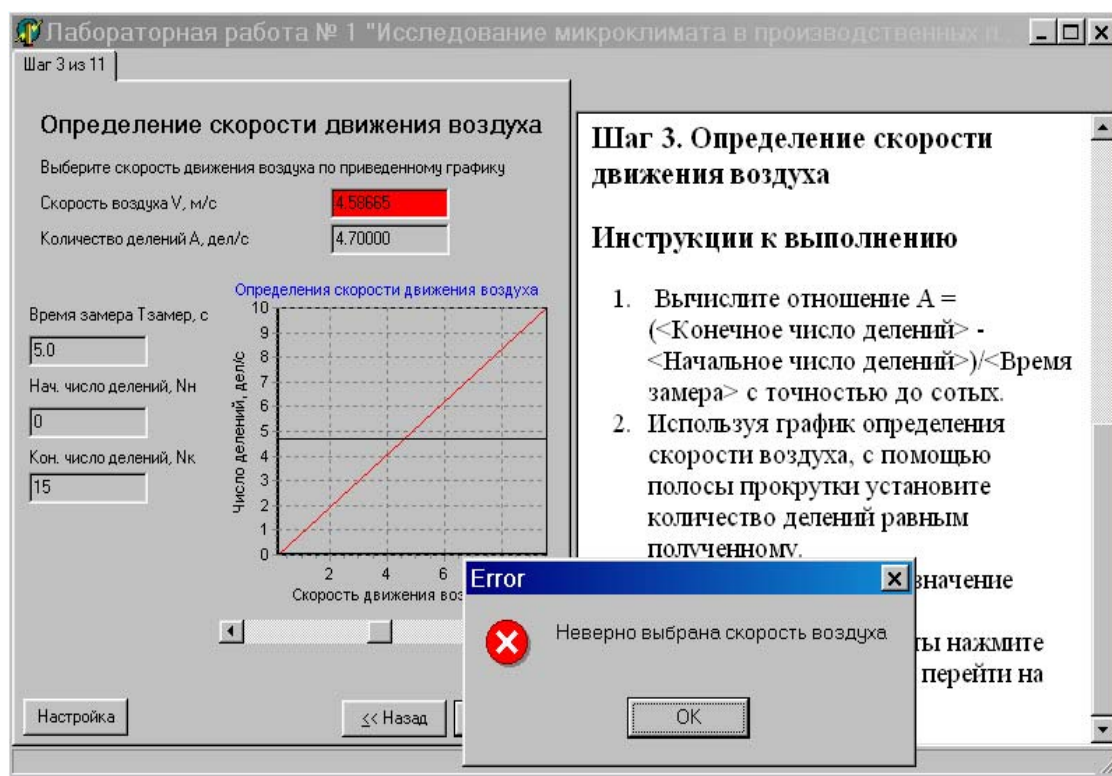 Лабораторная работа № 1 "Исследование микроклимата в производственных п...
Шаг 3 из 11
Определение скорости движения воздуха
Выберите скорость движения воздуха по приведенному графику
Скорость воздуха V, м/с
4.58665
Количество делений A, дел/с
4.70000
Время замера Tзамер, с
5.0
Нач. число делений, Nн
0
Кон. число делений, Nк
15
Определения скорости движения воздуха
Число делений, дел/с
10
9
8
7
6
5
4
3
2
1
0
2 4 6
Скорость движения воз
Настройка
<< Назад
Шаг 3. Определение скорости
движения воздуха
Инструкции к выполнению
1. Вычислите отношение A =
(<Конечное число делений> -
<Начальное число делений>)/<Время
замера> с точностью до сотых.
2. Используя график определения
скорости воздуха, с помощью
полосы прокрутки установите
количество делений равным
полученному.
значение
ты нажмите
перейти на
Error
Неверно выбрана скорость воздуха
OK